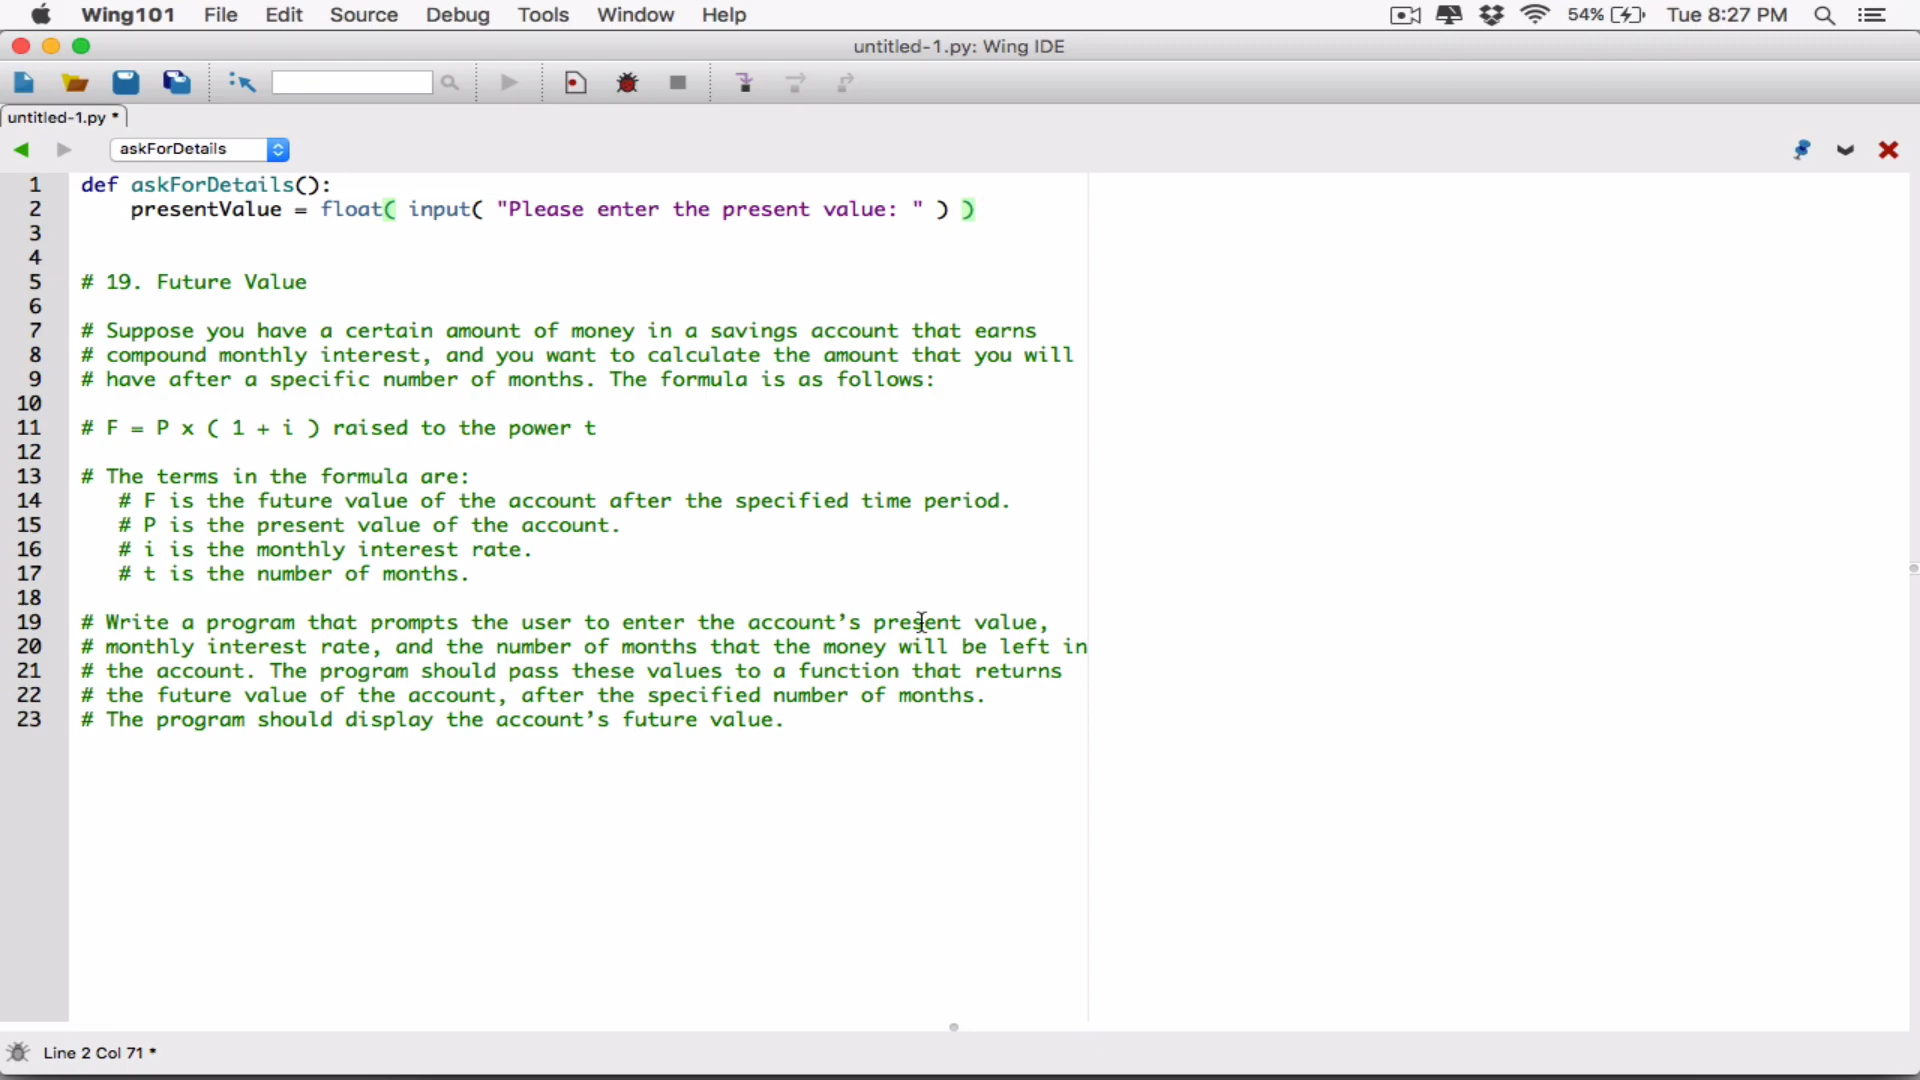 Wing101 File Edit Source Debug Tools Window Help 54% Tue 8:27 PM
untitled-1.py: Wing IDE
untitled-1.py *
askForDetails
1 def askForDetails():
2 presentValue = float( input( "Please enter the present value: " ) )
3
4
5 # 19. Future Value
6
7 # Suppose you have a certain amount of money in a savings account that earns
8 # compound monthly interest, and you want to calculate the amount that you will
9 # have after a specific number of months. The formula is as follows:
10
11 # F = P x ( 1 + i ) raised to the power t
12
13 # The terms in the formula are:
14 # F is the future value of the account after the specified time period.
15 # P is the present value of the account.
16 # i is the monthly interest rate.
17 # t is the number of months.
18
19 # Write a program that prompts the user to enter the account’s present value,
20 # monthly interest rate, and the number of months that the money will be left in
21 # the account. The program should pass these values to a function that returns
22 # the future value of the account, after the specified number of months.
23 # The program should display the account’s future value.
Line 2 Col 71 *